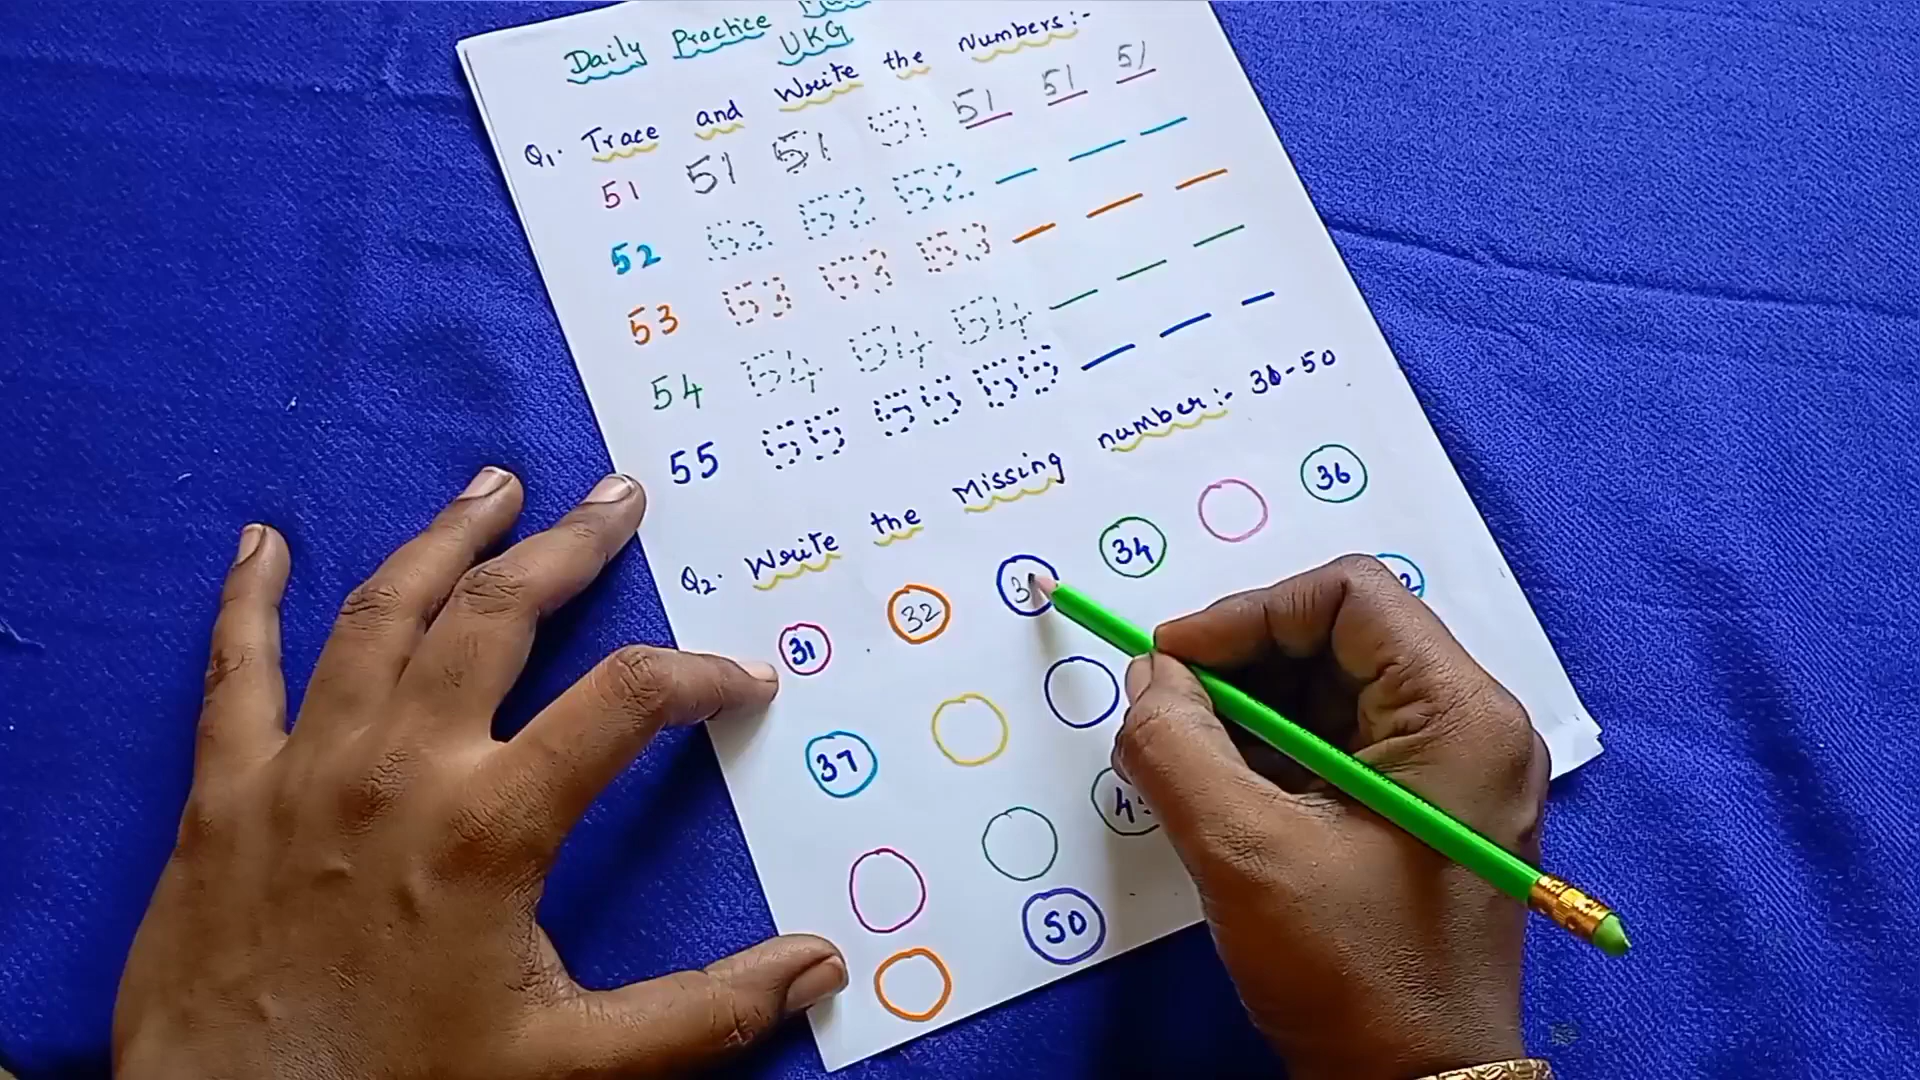 Daily Practice
UKG
Q1. Trace and Write the Numbers:-
51 51 51 51 51 51 51
52 52 52 52
53 53 53 53
54 54 54 54
55 55 55 55
Q2. Write the Missing number:- 30-50
31 32 34 36
37
50